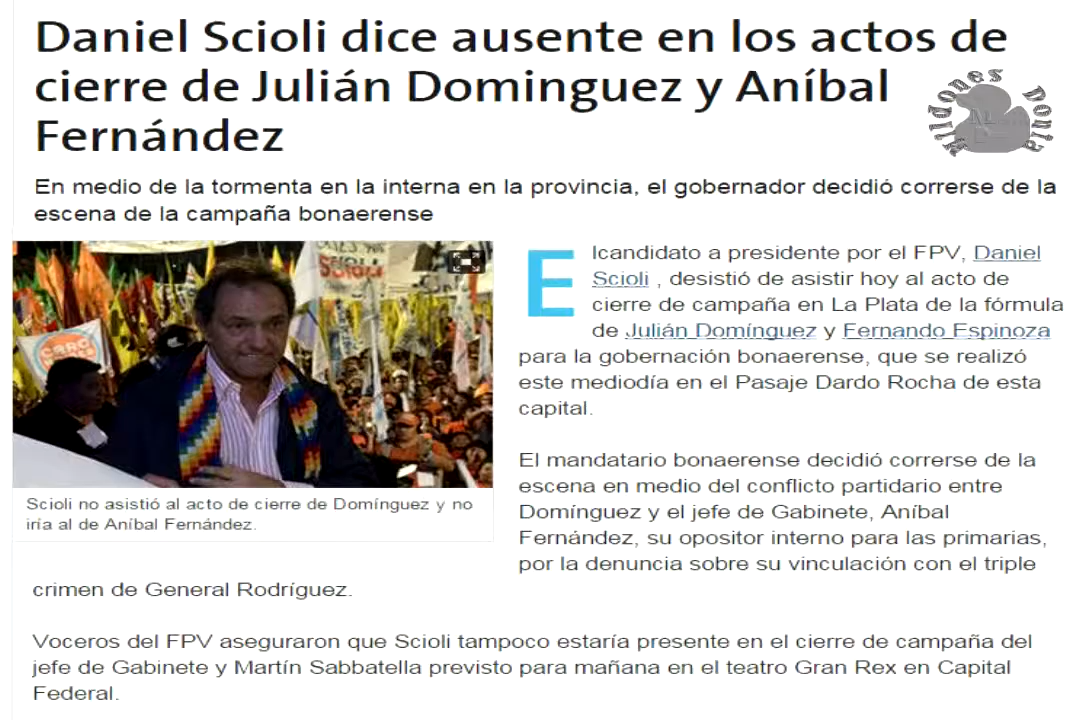 Daniel Scioli dice ausente en los actos de
cierre de Julián Dominguez y Aníbal
Fernández
Mildones Donia
En medio de la tormenta en la interna en la provincia, el gobernador decidió correrse de la
escena de la campaña bonaerense
SCIOLI
Elcandidato a presidente por el FPV, Daniel
Scioli , desistió de asistir hoy al acto de
cierre de campaña en La Plata de la fórmula
de Julián Domínguez y Fernando Espinoza
para la gobernación bonaerense, que se realizó
este mediodía en el Pasaje Dardo Rocha de esta
capital.
Scioli no asistió al acto de cierre de Domínguez y no
iría al de Aníbal Fernández.
El mandatario bonaerense decidió correrse de la
escena en medio del conflicto partidario entre
Domínguez y el jefe de Gabinete, Aníbal
Fernández, su opositor interno para las primarias,
por la denuncia sobre su vinculación con el triple
crimen de General Rodríguez.
Voceros del FPV aseguraron que Scioli tampoco estaría presente en el cierre de campaña del
jefe de Gabinete y Martín Sabbatella previsto para mañana en el teatro Gran Rex en Capital
Federal.